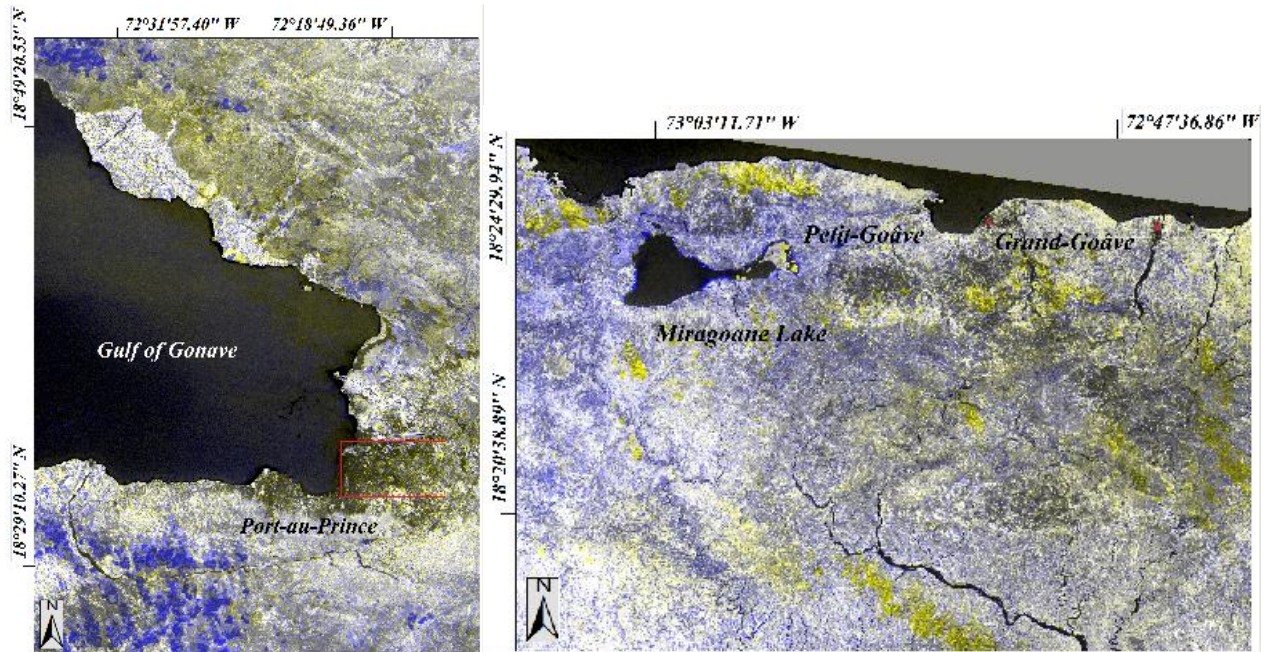 72°31'57.40" W
72°18'49.36" W
18°49'20.53" N
Gulf of Gonave
18°29'10.27" N
Port-au-Prince
N
73°03'11.71" W
72°47'36.86" W
18°24'29.94" N
Petit-Goâve
Grand-Goâve
Miragoane Lake
18°20'38.89" N
N